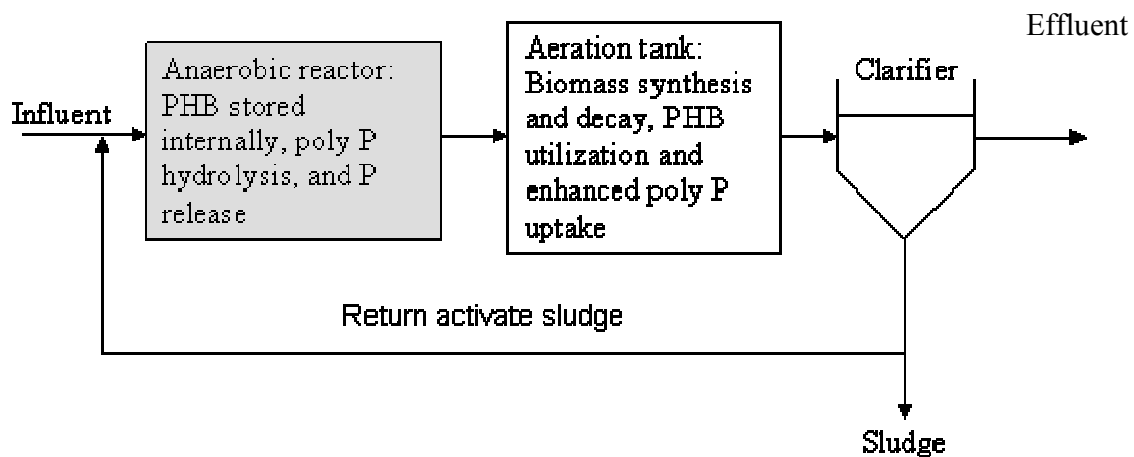 Effluent
Influent
Anaerobic reactor:
PHB stored
internally, poly P
hydrolysis, and P
release
Aeration tank:
Biomass synthesis
and decay, PHB
utilization and
enhanced poly P
uptake
Clarifier
Return activate sludge
Sludge